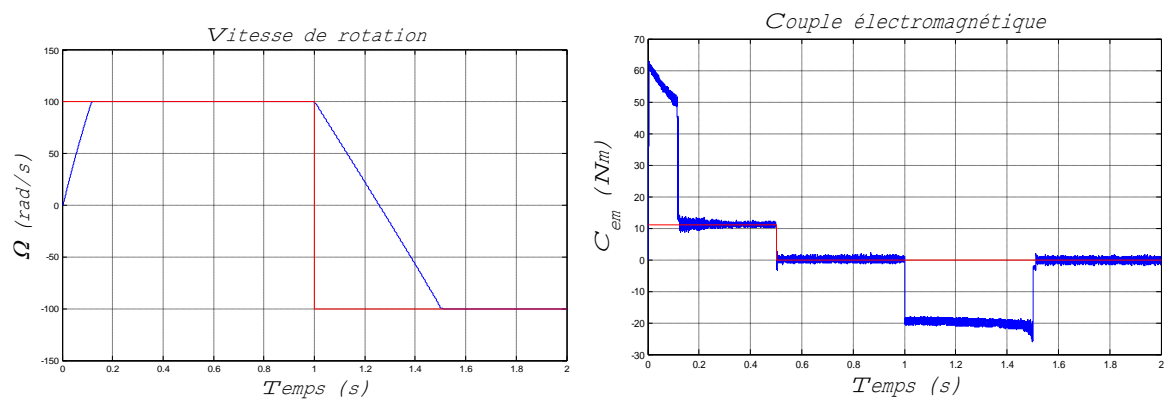 Vitesse de rotation
150
100
50
0
-50
-100
-150
Ω (rad/s)
0 0.2 0.4 0.6 0.8 1 1.2 1.4 1.6 1.8 2
Temps (s)
Couple électromagnétique
70
60
50
40
30
20
10
0
-10
-20
-30
C em (Nm)
0 0.2 0.4 0.6 0.8 1 1.2 1.4 1.6 1.8 2
Temps (s)